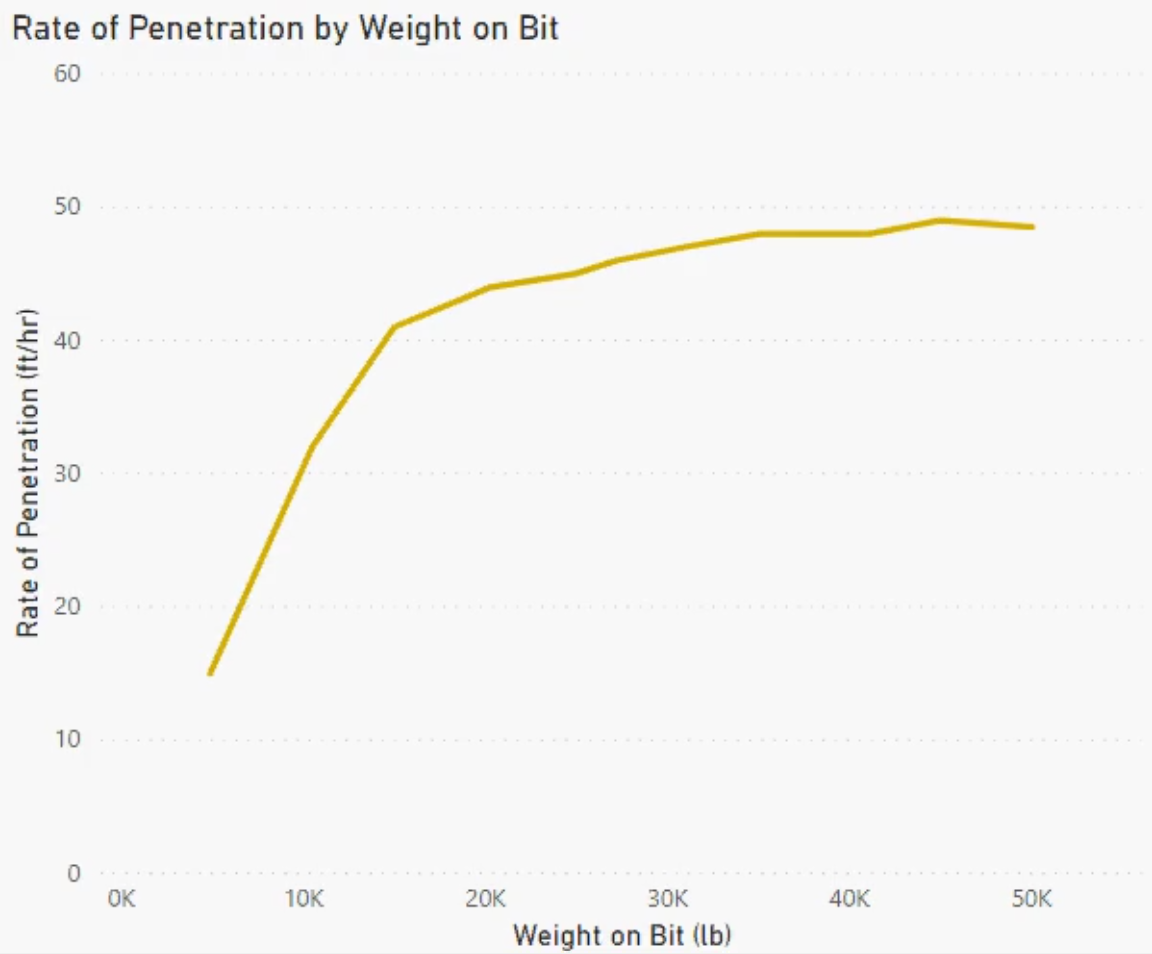 Rate of Penetration by Weight on Bit
60
50
40
30
20
10
0
Rate of Penetration (ft/hr)
0K 10K 20K 30K 40K 50K
Weight on Bit (lb)